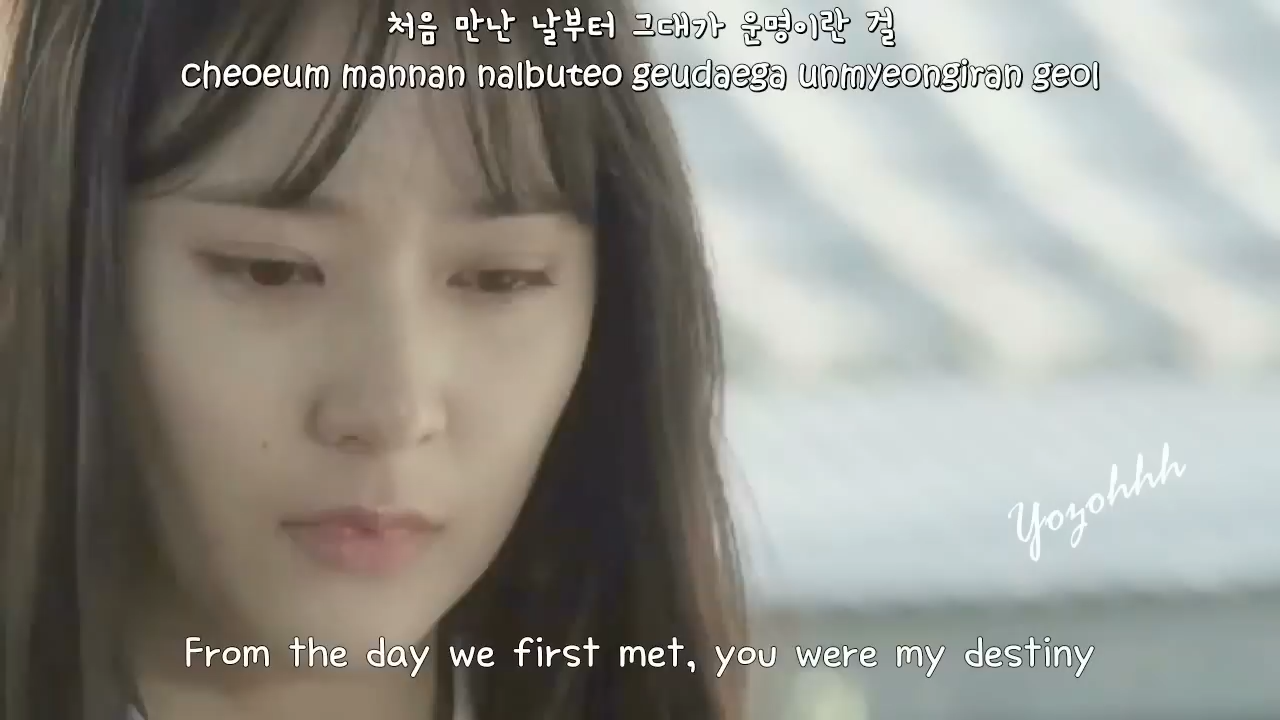 처음 만난 날부터 그대가 운명이란 걸
cheoeum mannan nalbuteo geudaega unmyeongiran geol
Yozohhh
From the day we first met, you were my destiny